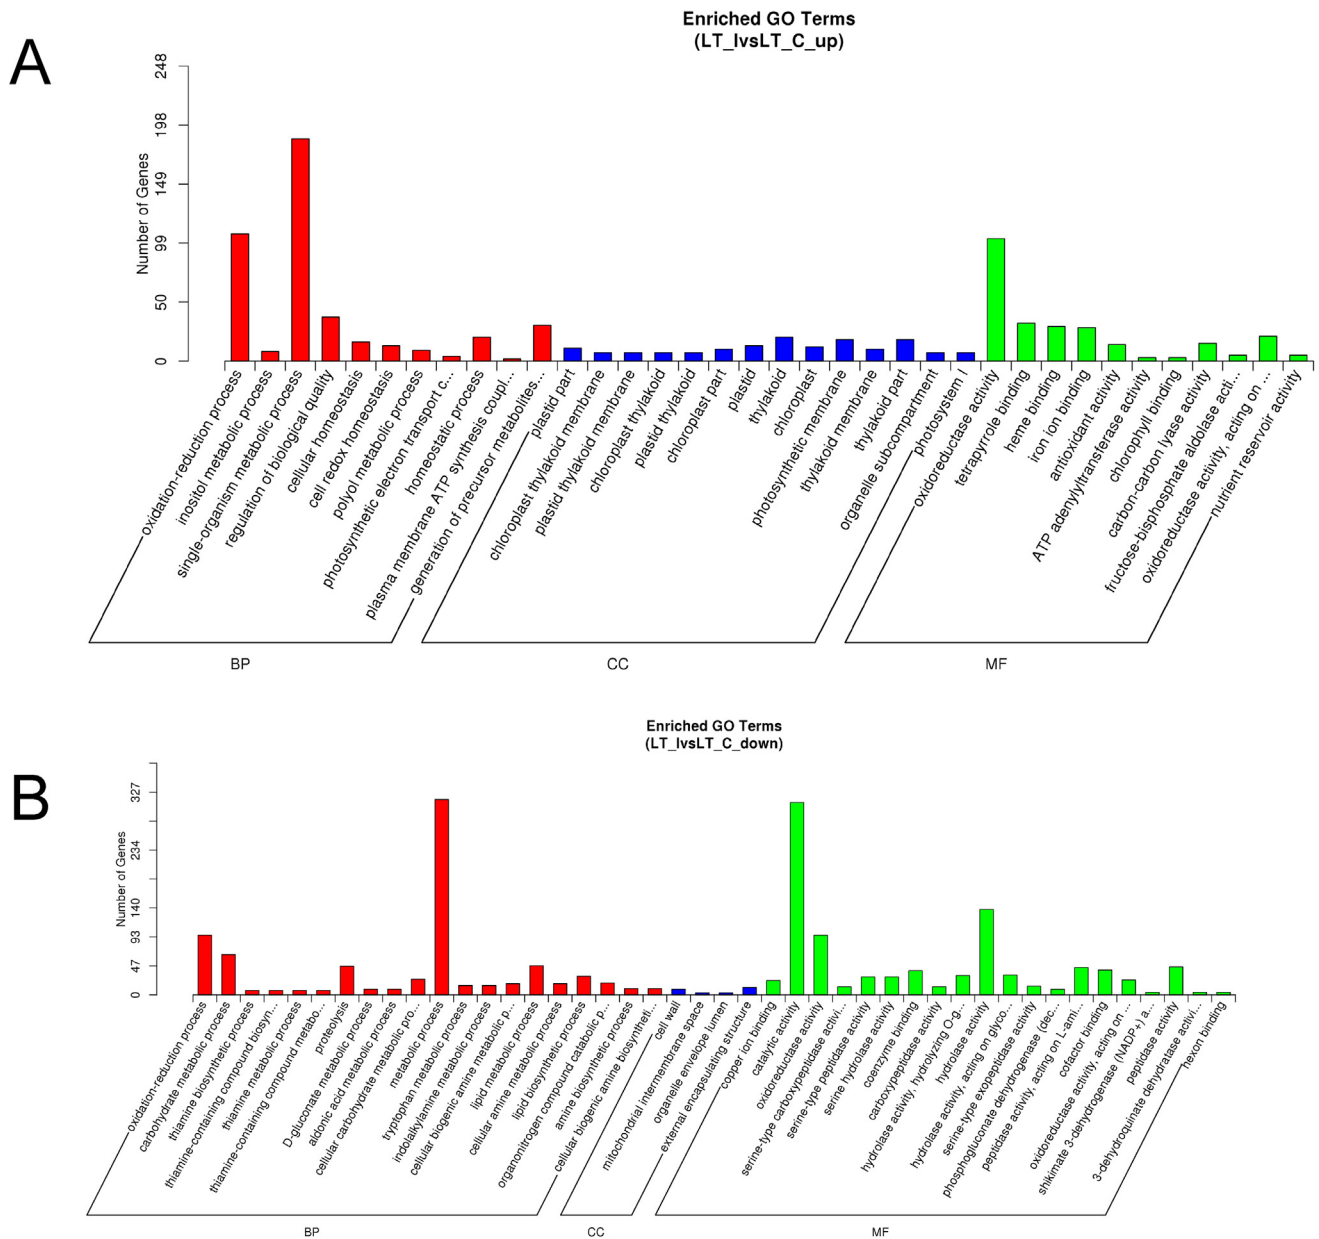 A
Enriched GO Terms
(LT_IvsLT_C_up)
Number of Genes
248
198
149
99
50
0
oxidation-reduction process
inositol metabolic process
single-organism metabolic process
regulation of biological quality
cellular homeostasis
cell redox homeostasis
polyol metabolic process
photosynthetic electron transport c...
homeostatic process
plasma membrane ATP synthesis coupl...
generation of precursor metabolites...
plastid part
chloroplast thylakoid membrane
plastid thylakoid membrane
chloroplast thylakoid
plastid thylakoid
chloroplast part
plastid
thylakoid
chloroplast
photosynthetic membrane
thylakoid membrane
thylakoid part
organelle subcompartment
photosystem I
oxidoreductase activity
tetrapyrrole binding
heme binding
iron ion binding
antioxidant activity
ATP adenylyltransferase activity
chlorophyll binding
carbon-carbon lyase activity
fructose-bisphosphate aldolase acti...
oxidoreductase activity, acting on ...
nutrient reservoir activity
BP
CC
MF
B
Enriched GO Terms
(LT_IvsLT_C_down)
Number of Genes
327
234
140
93
47
0
oxidation-reduction process
carbohydrate metabolic process
thiamine biosynthetic process
thiamine-containing compound biosyn...
thiamine metabolic process
thiamine-containing compound metabo...
proteolysis
D-gluconate metabolic process
aldonic acid metabolic process
cellular carbohydrate metabolic pro...
metabolic process
tryptophan metabolic process
indolalkylamine metabolic process
cellular biogenic amine metabolic p...
lipid metabolic process
cellular amine metabolic process
lipid biosynthetic process
organonitrogen compound catabolic p...
amine biosynthetic process
cellular biogenic amine biosyntheti...
cell wall
mitochondrial intermembrane space
organelle envelope lumen
external encapsulating structure
copper ion binding
catalytic activity
oxidoreductase activity
serine-type carboxypeptidase activi...
serine-type peptidase activity
serine hydrolase activity
coenzyme binding
carboxypeptidase activity
hydrolase activity, hydrolyzing O-g...
hydrolase activity
hydrolase activity, acting on glyco...
serine-type exopeptidase activity
phosphogluconate dehydrogenase (dec...
peptidase activity, acting on L-ami...
cofactor binding
oxidoreductase activity, acting on ...
shikimate 3-dehydrogenase (NADP+) a...
peptidase activity
3-dehydroquinate dehydratase activi...
hexon binding
BP
CC
MF